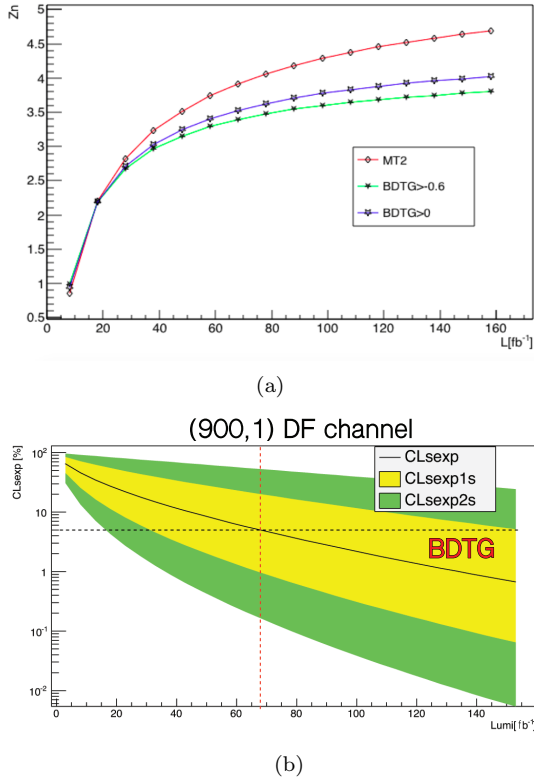 Zn
5
4.5
4
3.5
3
2.5
2
1
0.5
0 20 40 60 80 100 120 140 160
L[fb⁻¹]
MT2
BDTG>-0.6
BDTG>0
(a)
(900,1) DF channel
CLsexp [%]
10²
10
1
10⁻¹
10⁻²
CLsexp
CLsexp1s
CLsexp2s
BDTG
0 20 40 60 80 100 120 140
Lumi[fb⁻¹]
(b)